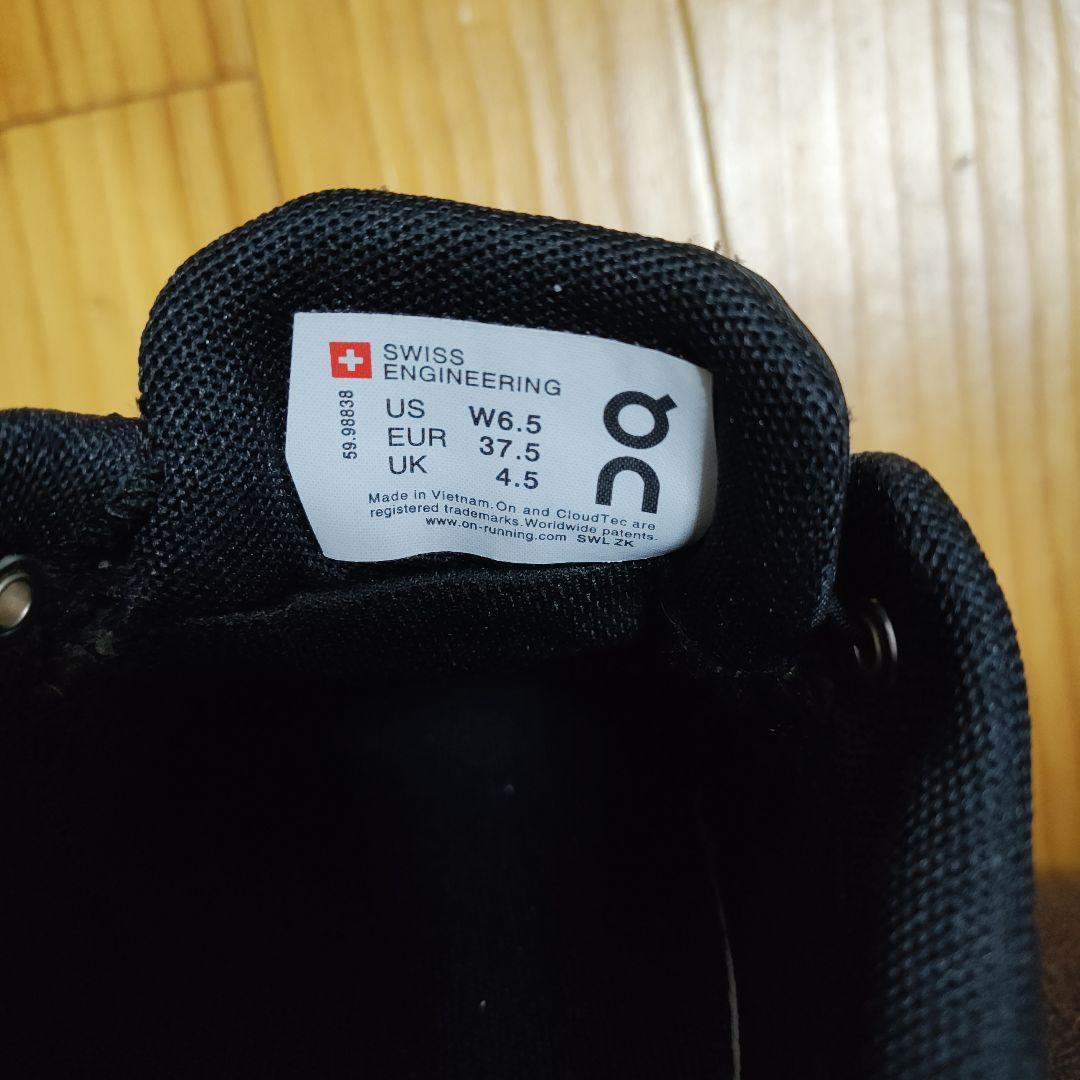 SWISS
ENGINEERING
59.98838
US W6.5
EUR 37.5
UK 4.5
Made in Vietnam.On and CloudTec are
registered trademarks.Worldwide patents.
www.on-running.com SWL ZK
On